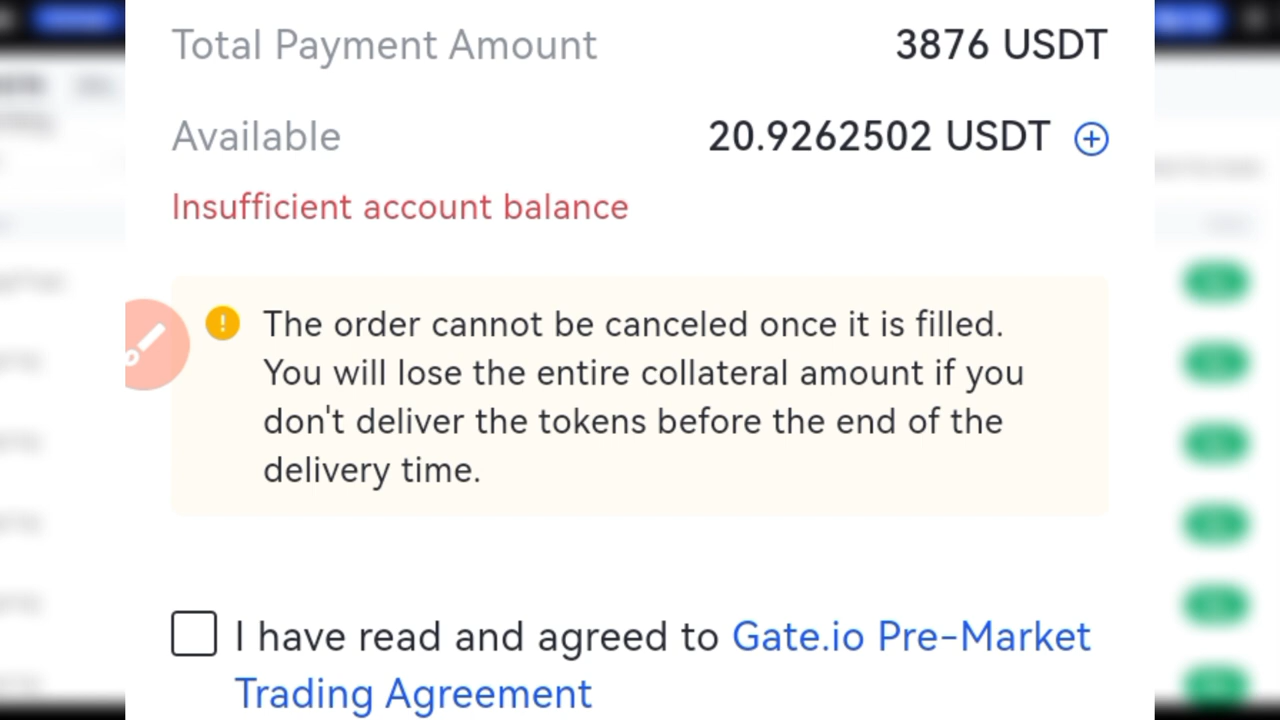 Total Payment Amount 3876 USDT
Available 20.9262502 USDT
Insufficient account balance
The order cannot be canceled once it is filled.
You will lose the entire collateral amount if you
don't deliver the tokens before the end of the
delivery time.
I have read and agreed to Gate.io Pre-Market
Trading Agreement